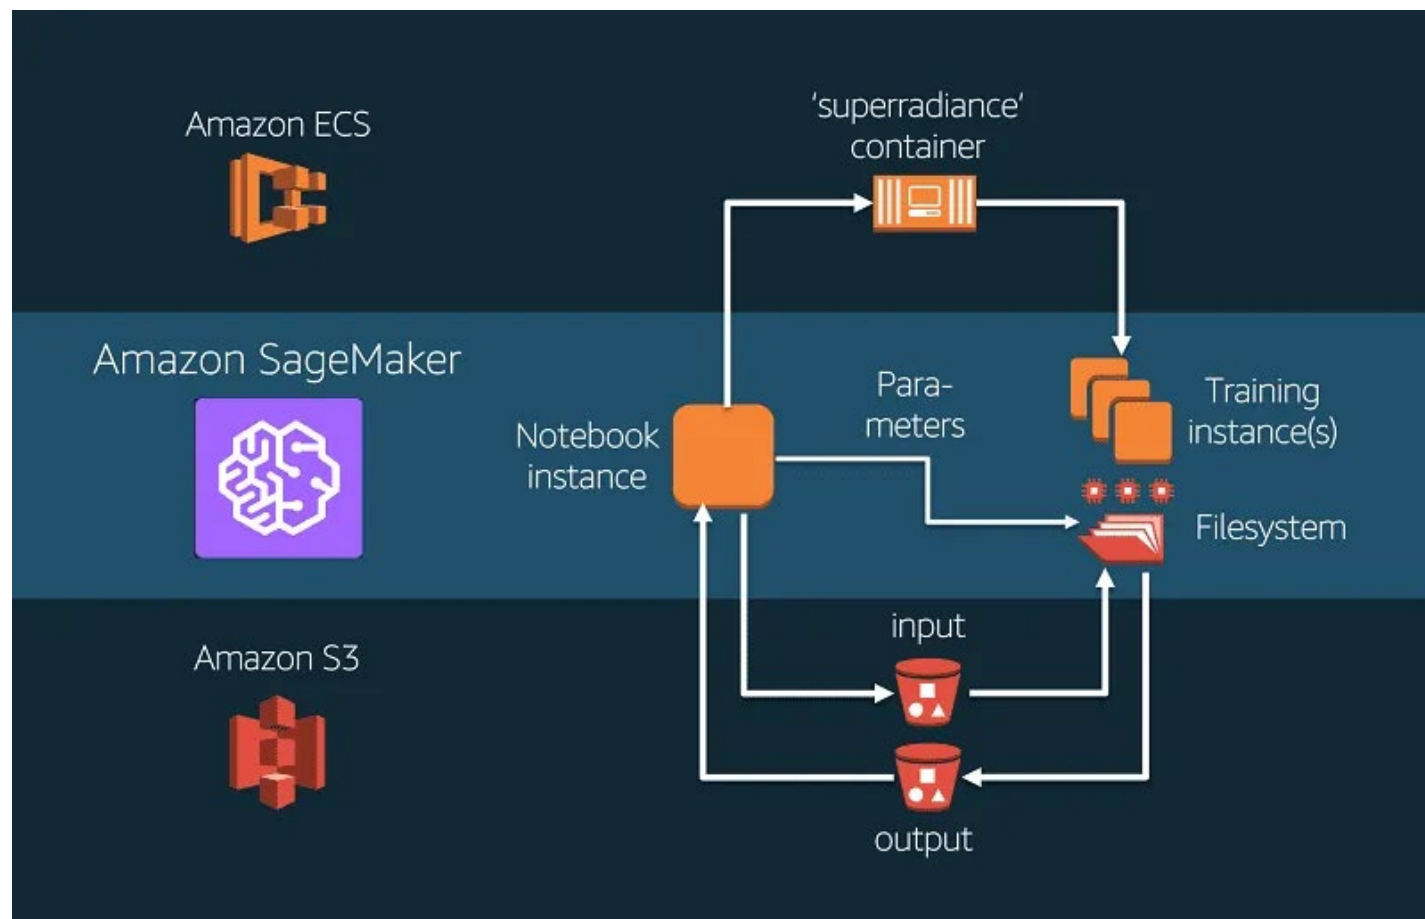 Amazon ECS
‘superradiance’
container
Amazon SageMaker
Notebook
instance
Para-
meters
Training
instance(s)
Filesystem
Amazon S3
input
output